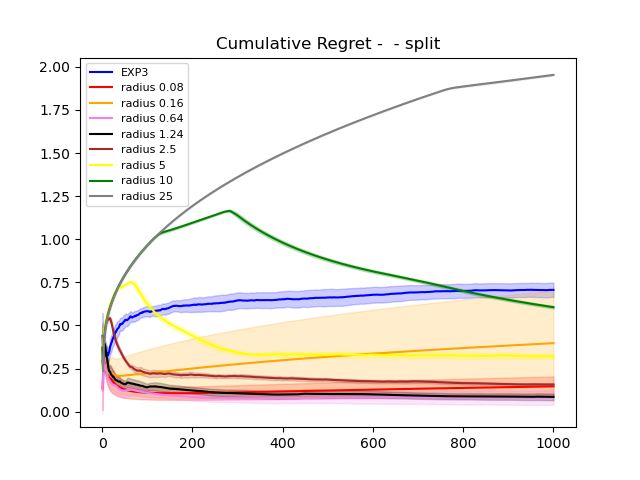 Cumulative Regret -  - split
2.00
1.75
1.50
1.25
1.00
0.75
0.50
0.25
0.00
EXP3
radius 0.08
radius 0.16
radius 0.64
radius 1.24
radius 2.5
radius 5
radius 10
radius 25
0 200 400 600 800 1000